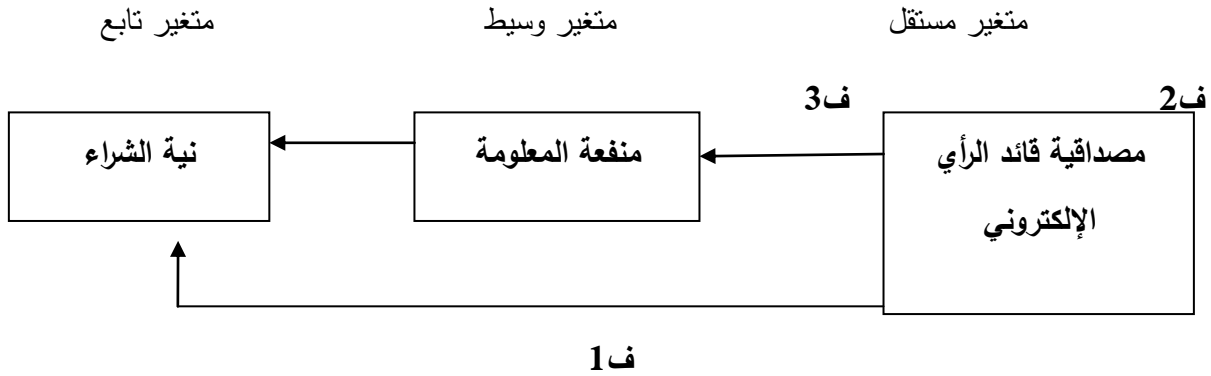 متغير مستقل
متغير وسيط
متغير تابع
ف2
ف3
مصداقية قائد الرأي
الإلكتروني
منفعة المعلومة
نية الشراء
ف1